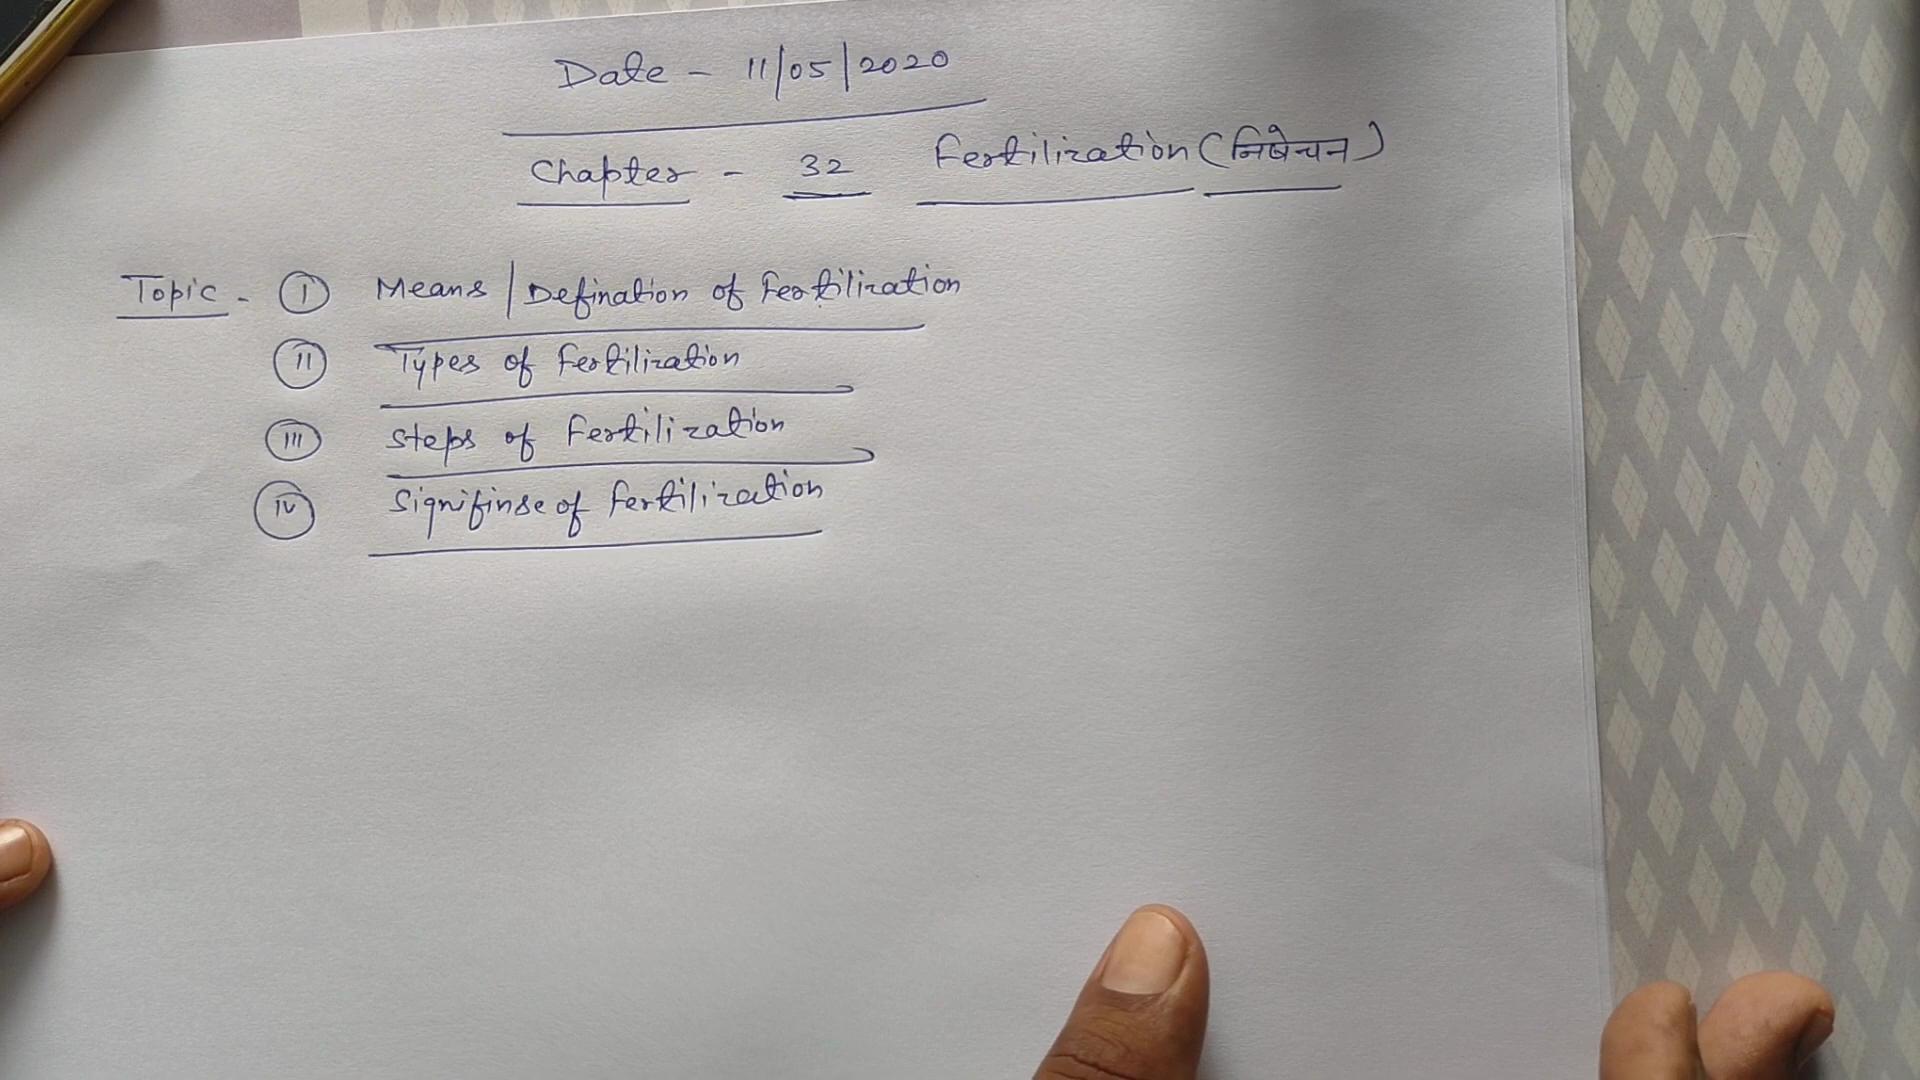 Date - 11/05/2020
Chapter - 32 Fertilization (निषेचन)
Topic - (I) Means / Defination of Fertilization
(II) Types of Fertilization
(III) Steps of Fertilization
(IV) Signifinse of Fertilization